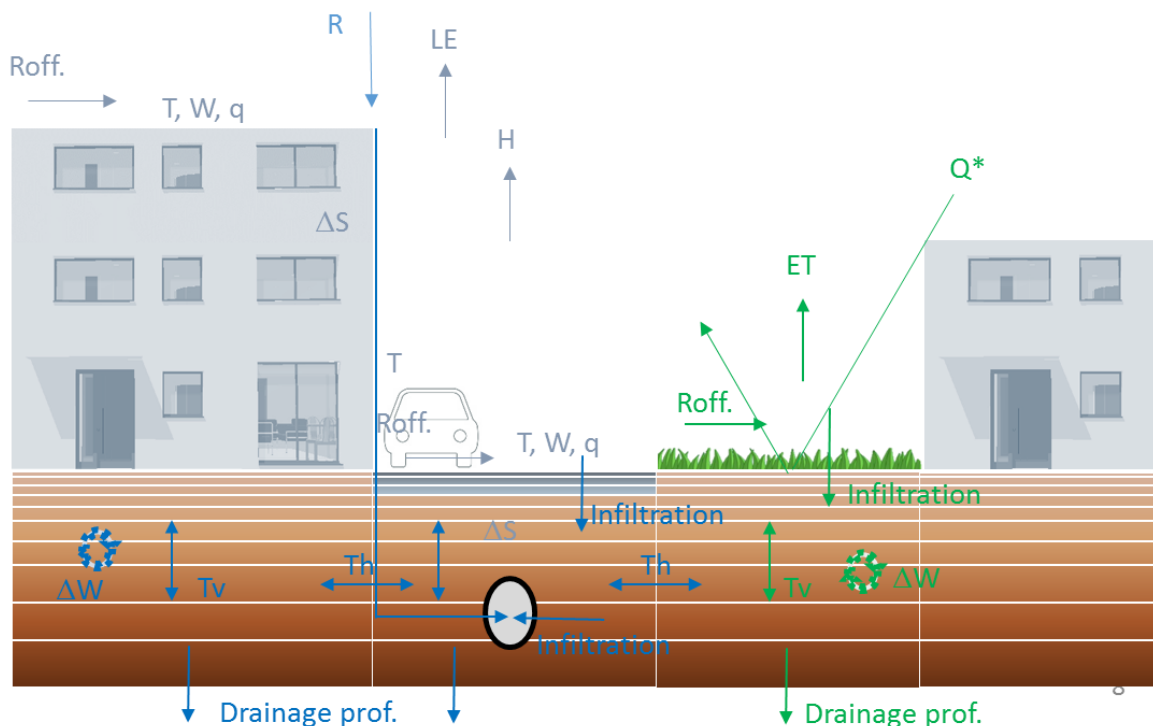 R
LE
Roff.
T, W, q
H
Q*
ΔS
ET
T
Roff.
Roff.
T, W, q
Infiltration
Infiltration
ΔS
Th
Th
ΔW
Tv
Tv
ΔW
Infiltration
Drainage prof.
Drainage prof.